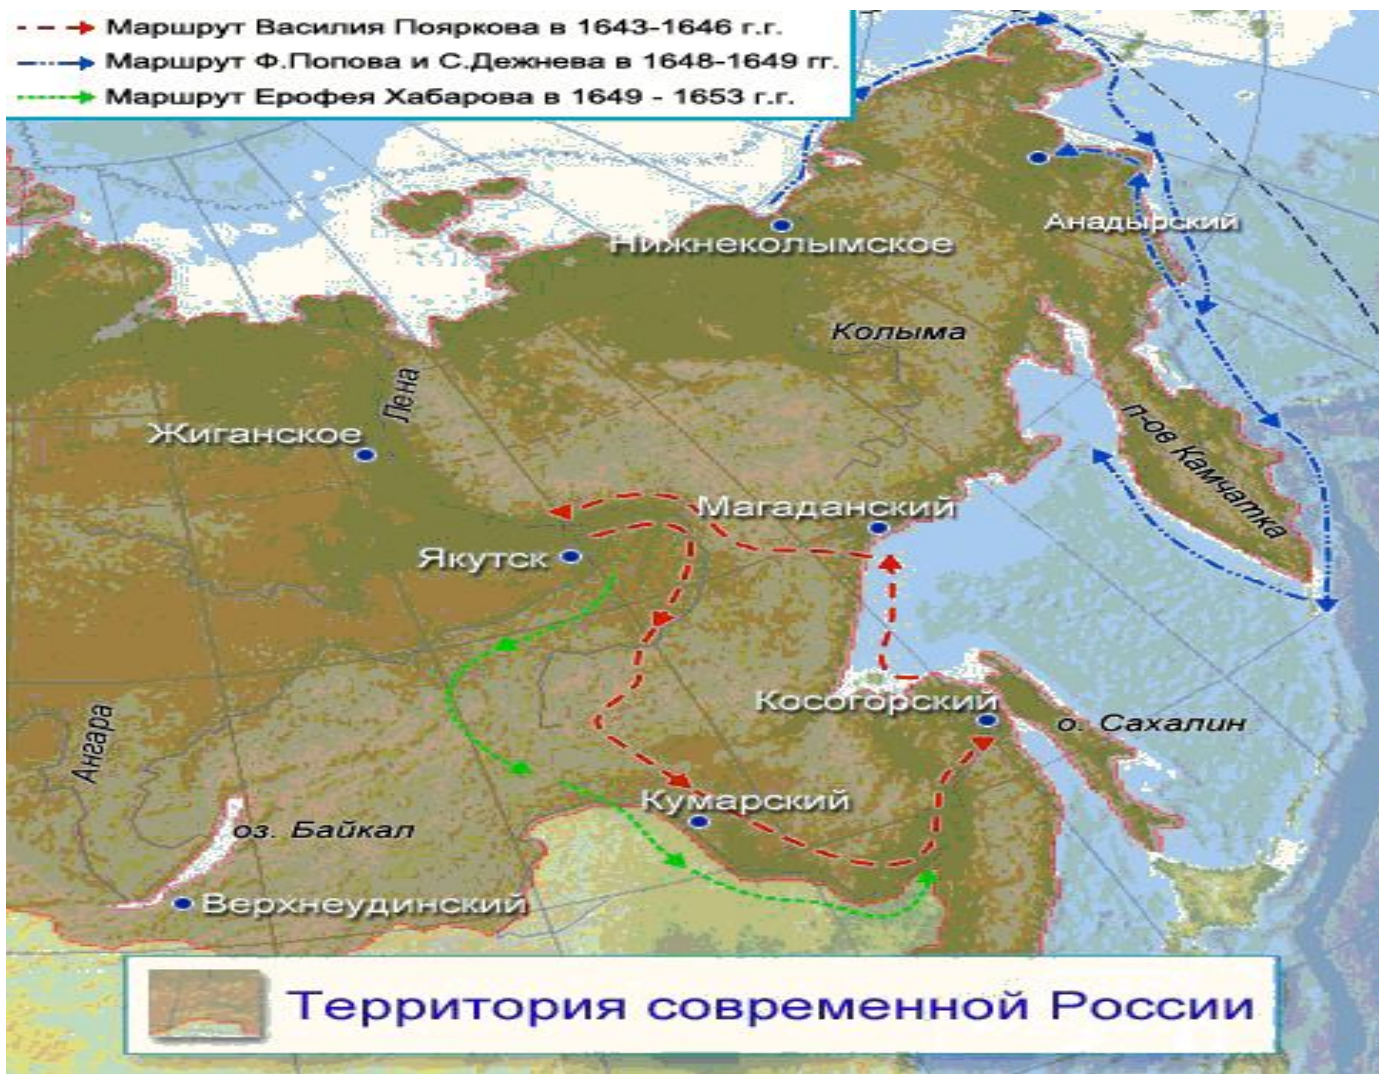 Маршрут Василия Пояркова в 1643-1646 г.г.
Маршрут Ф.Попова и С.Дежнева в 1648-1649 гг.
Маршрут Ерофея Хабарова в 1649 - 1653 г.г.
Анадырский
Нижнеколымское
Колыма
Лена
Жиганское
п-ов Камчатка
Магаданский
Якутск
Косогорский
о. Сахалин
Ангара
Кумарский
оз. Байкал
Верхнеудинский
Территория современной России